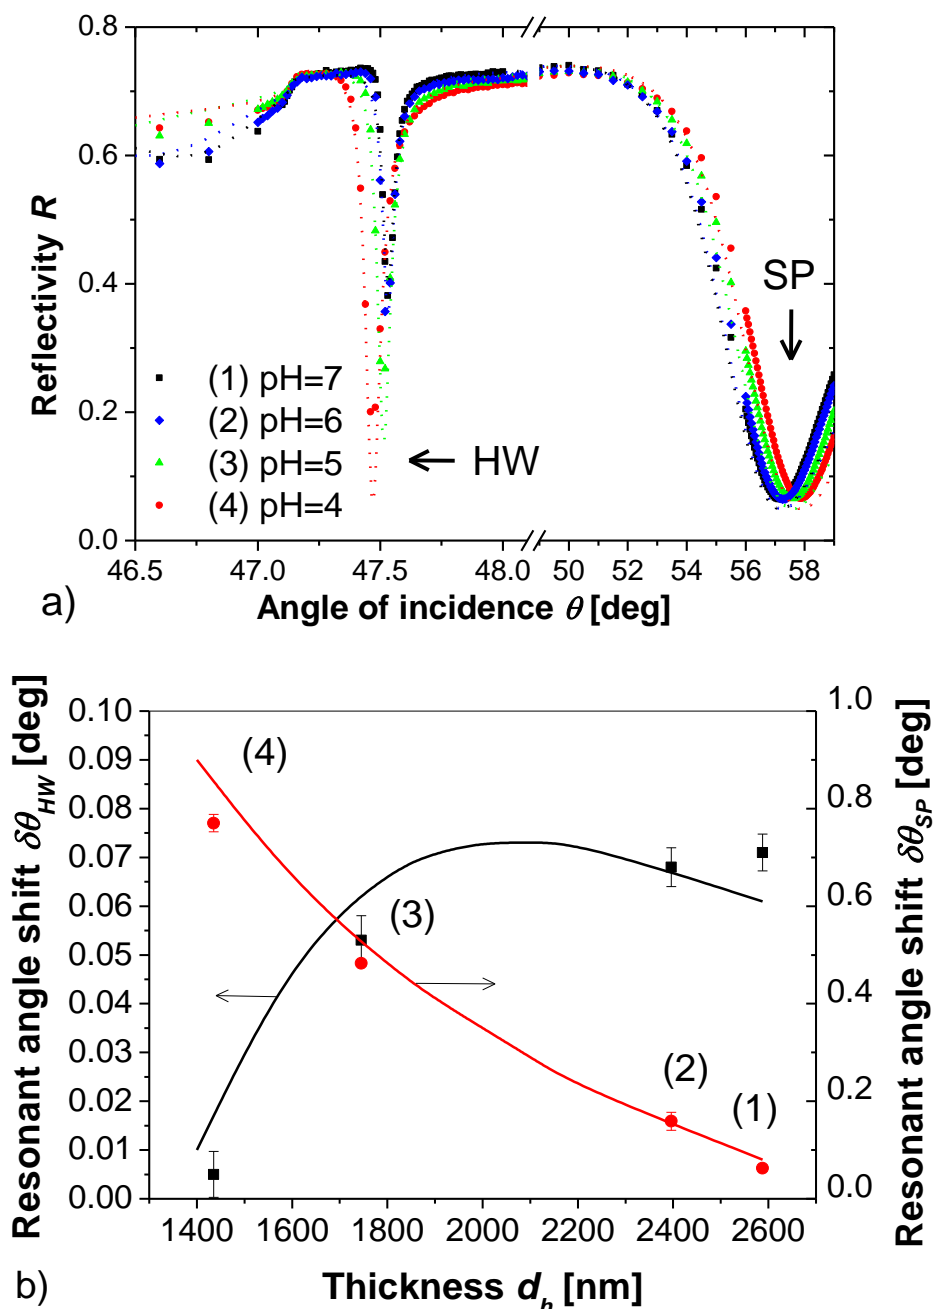 0.8
0.6
0.4
0.2
0.0
Reflectivity R
SP
HW
(1) pH=7
(2) pH=6
(3) pH=5
(4) pH=4
46.5 47.0 47.5 48.0 50 52 54 56 58
a)
Angle of incidence θ [deg]
Resonant angle shift δθHW [deg]
0.10
0.09
0.08
0.07
0.06
0.05
0.04
0.03
0.02
0.01
0.00
(4)
(3)
(2)
(1)
1.0
0.8
0.6
0.4
0.2
0.0
Resonant angle shift δθSP [deg]
1400 1600 1800 2000 2200 2400 2600
b)
Thickness dh [nm]